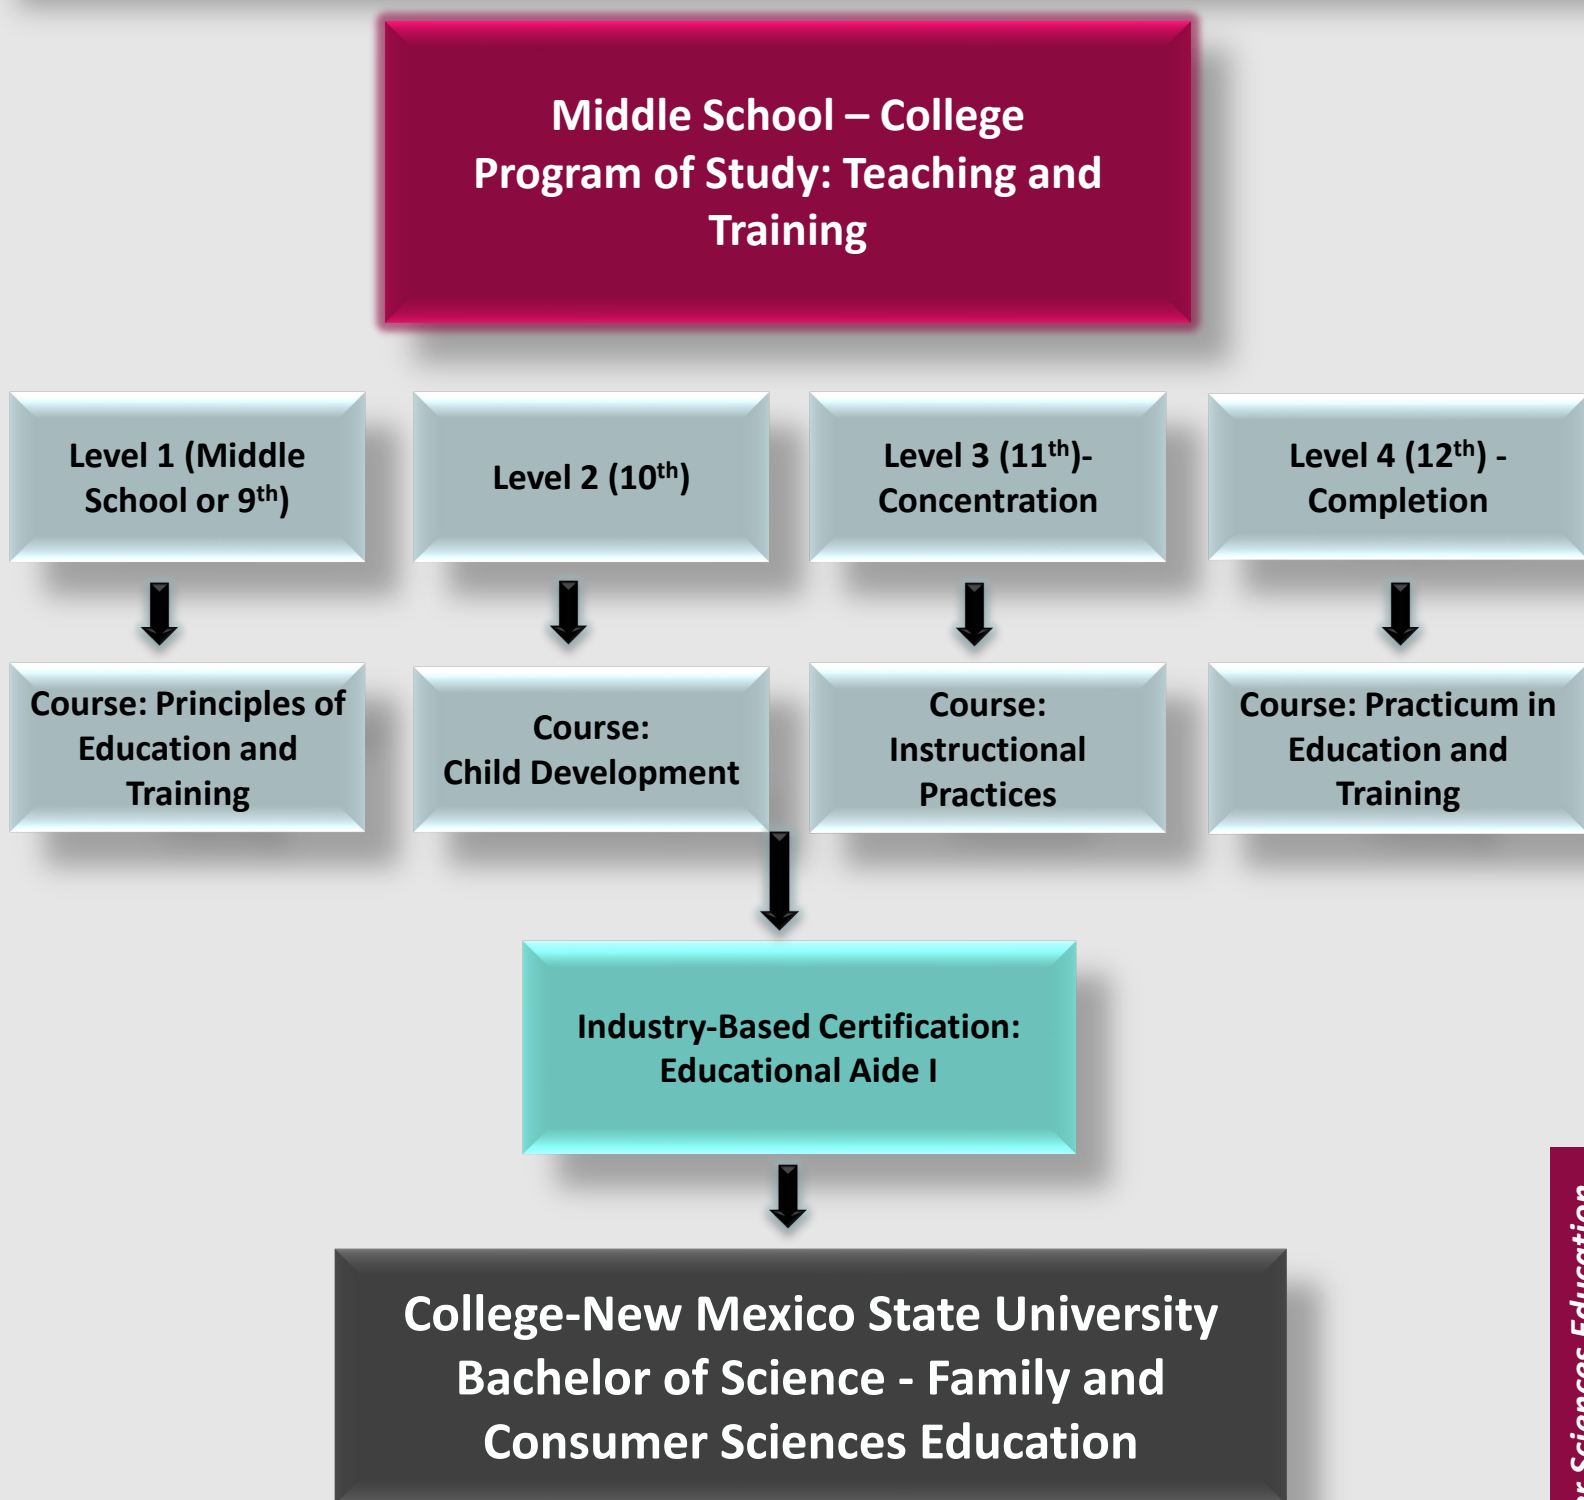 Middle School – College
Program of Study: Teaching and
Training
Level 1 (Middle
School or 9th)
Level 2 (10th)
Level 3 (11th)-
Concentration
Level 4 (12th) -
Completion
Course: Principles of
Education and
Training
Course:
Child Development
Course:
Instructional
Practices
Course: Practicum in
Education and
Training
Industry-Based Certification:
Educational Aide I
College-New Mexico State University
Bachelor of Science - Family and
Consumer Sciences Education
Sciences Education